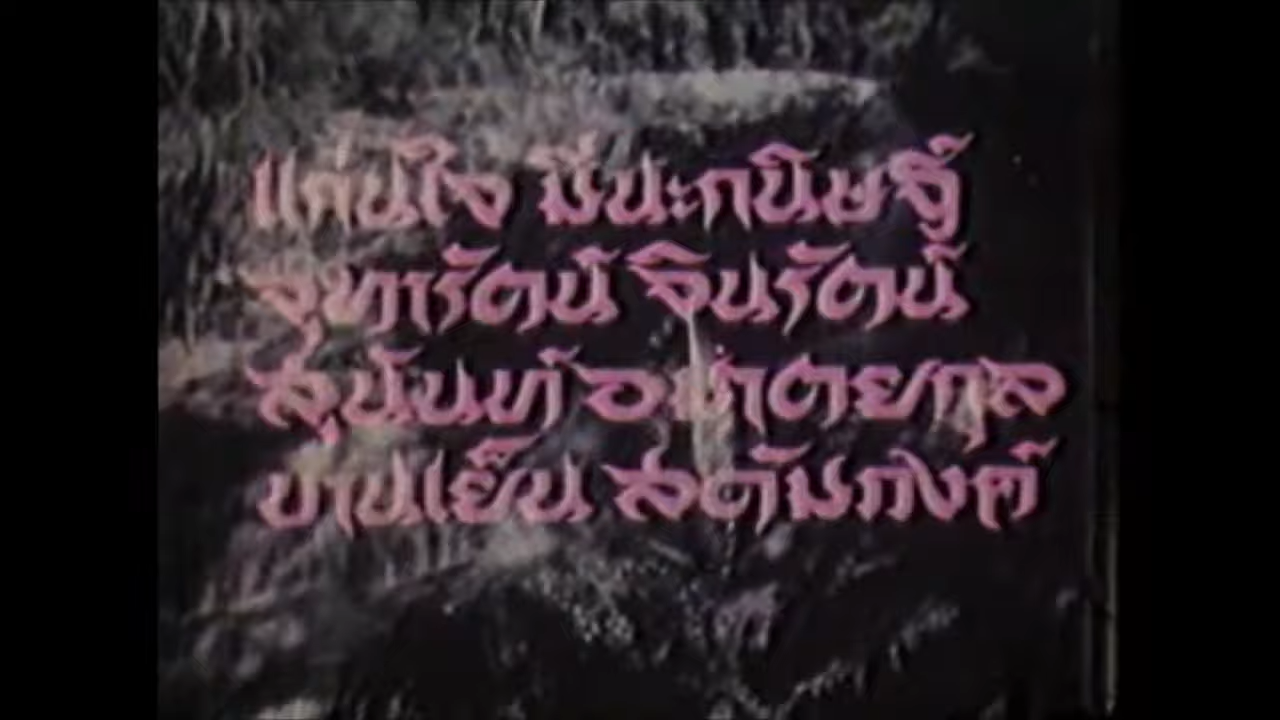 แก่นใจ มีนะกนิษฐ์
จุฑารัตน์ จินรัตน์
สุนันท์
บานเย็น